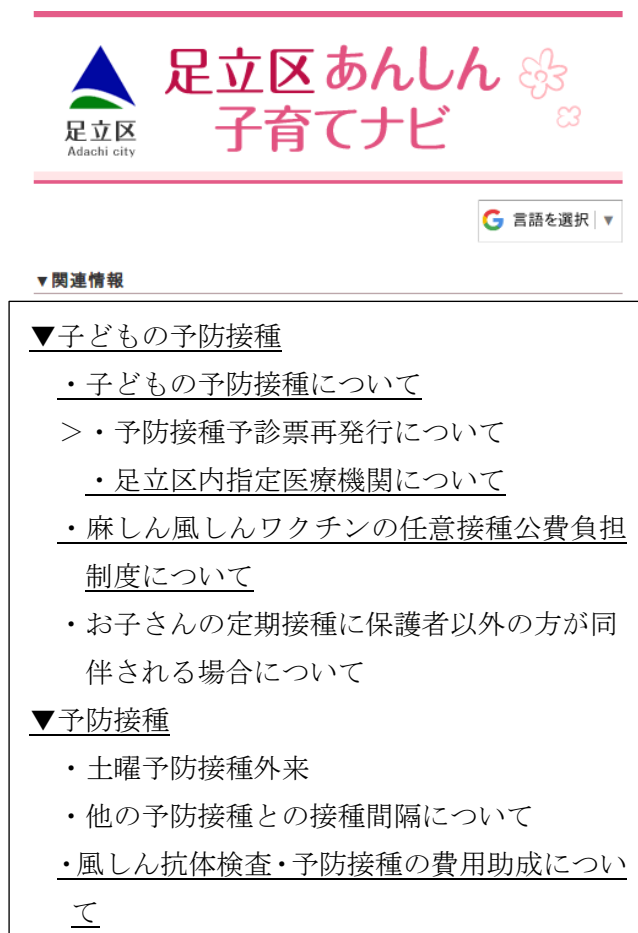 足立区あんしん
子育てナビ
足立区
Adachi city
G 言語を選択 ▼
▼関連情報
▼子どもの予防接種
・子どもの予防接種について
＞・予防接種予診票再発行について
・足立区内指定医療機関について
・麻しん風しんワクチンの任意接種公費負担
制度について
・お子さんの定期接種に保護者以外の方が同
伴される場合について
▼予防接種
・土曜予防接種外来
・他の予防接種との接種間隔について
・風しん抗体検査・予防接種の費用助成につい
て